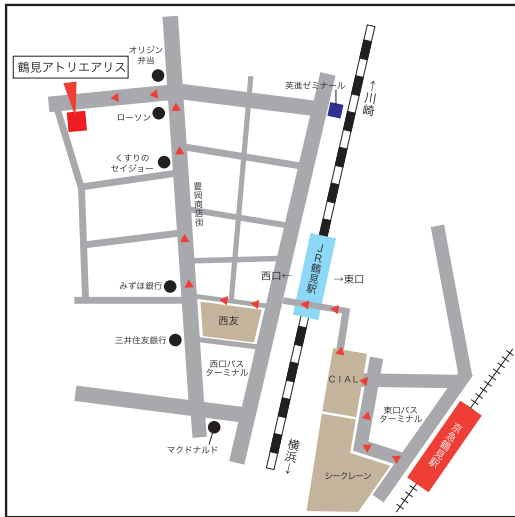 オリジン
弁当
鶴見アトリエアリス
英進ゼミナール
←川崎
ローソン
くすりの
セイジョー
豊岡商店街
JR鶴見駅
西口←
→東口
みずほ銀行
西友
三井住友銀行
西口バス
ターミナル
CIAL
東口バス
ターミナル
マクドナルド
横浜→
シークレーン
京急鶴見駅